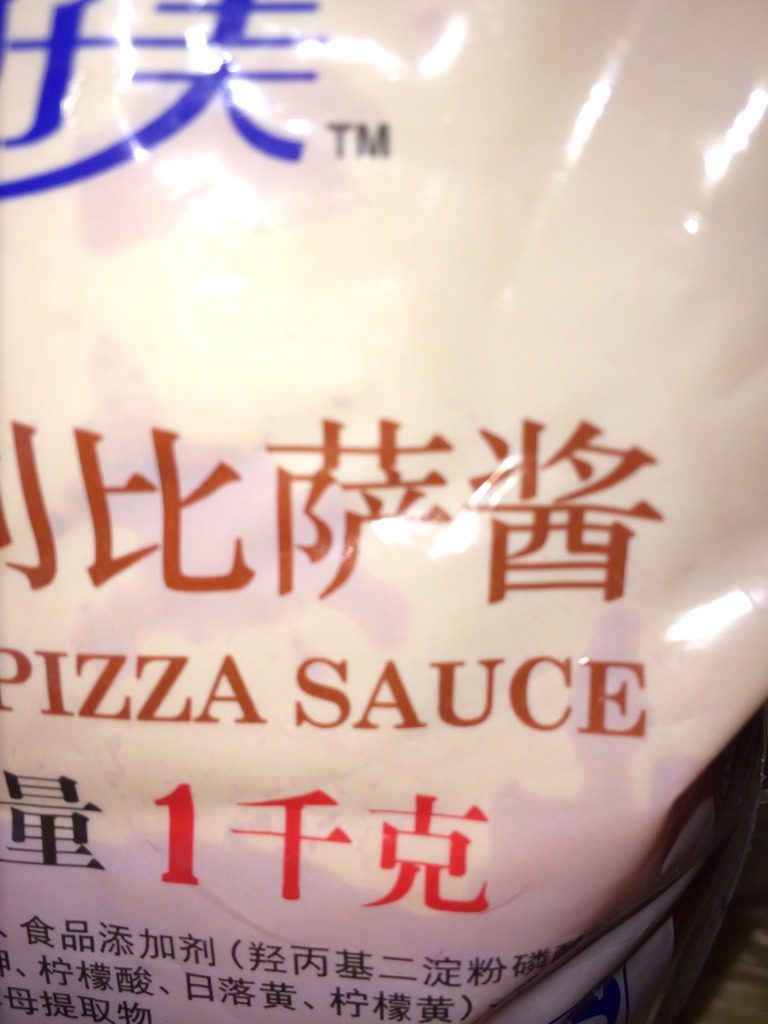 美 TM
比萨酱
PIZZA SAUCE
量 1千克
、食品添加剂（羟丙基二淀粉磷
、柠檬酸、日落黄、柠檬黄）
母提取物